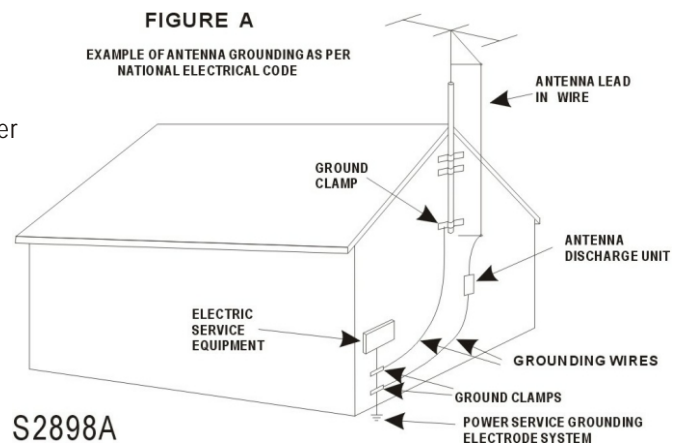 FIGURE A
EXAMPLE OF ANTENNA GROUNDING AS PER
NATIONAL ELECTRICAL CODE
ANTENNA LEAD
IN WIRE
er
GROUND
CLAMP
ANTENNA
DISCHARGE UNIT
ELECTRIC
SERVICE
EQUIPMENT
GROUNDING WIRES
GROUND CLAMPS
POWER SERVICE GROUNDING
ELECTRODE SYSTEM
S2898A